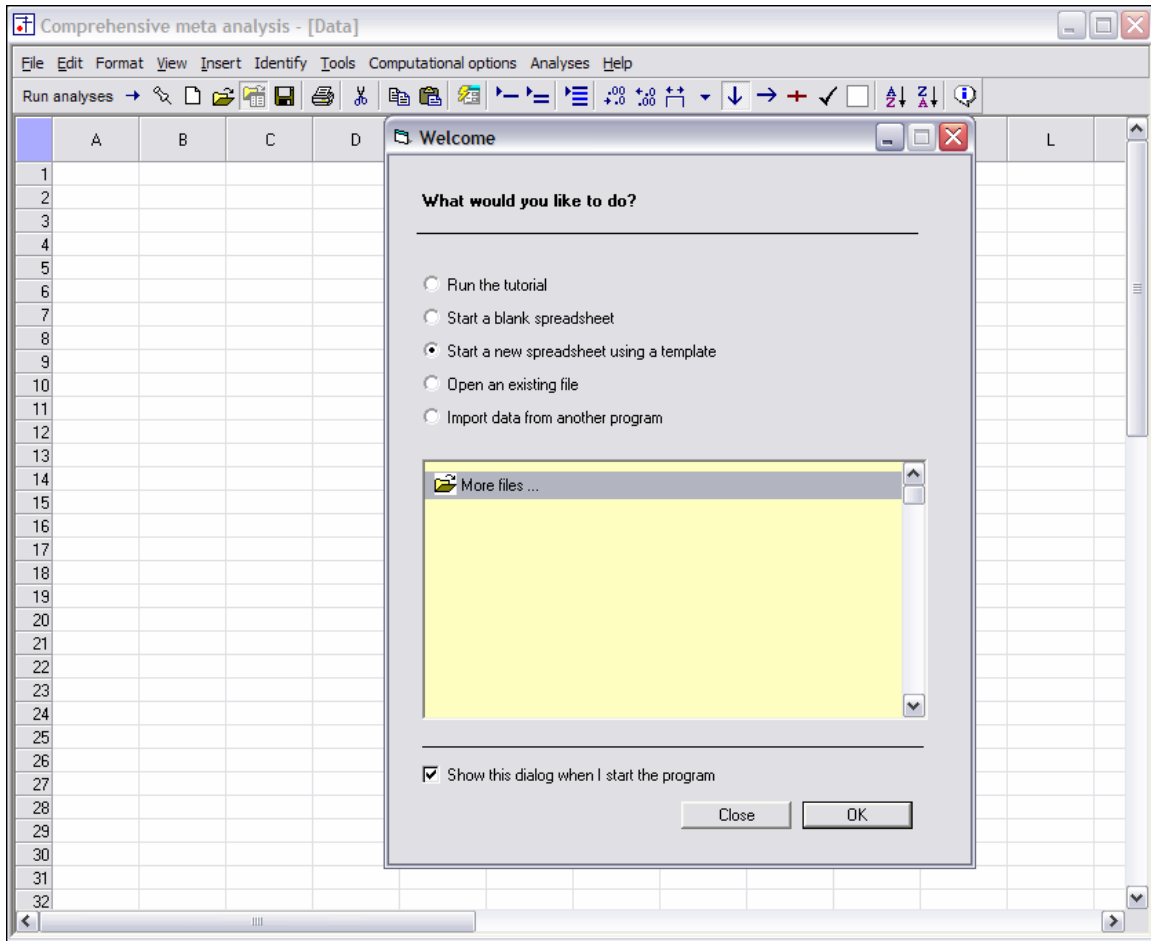 Comprehensive meta analysis - [Data]
File Edit Format View Insert Identify Tools Computational options Analyses Help
Run analyses
A B C D L
Welcome
What would you like to do?
Run the tutorial
Start a blank spreadsheet
Start a new spreadsheet using a template
Open an existing file
Import data from another program
More files ...
Show this dialog when I start the program
Close OK
1
2
3
4
5
6
7
8
9
10
11
12
13
14
15
16
17
18
19
20
21
22
23
24
25
26
27
28
29
30
31
32